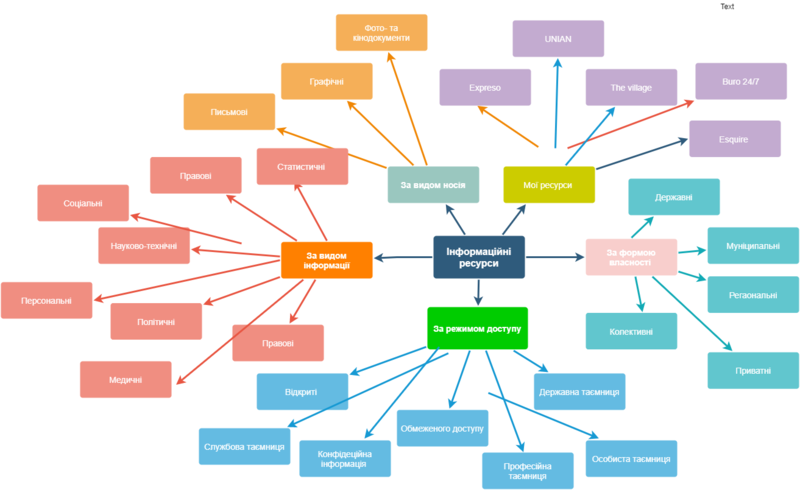 Text
Фото- та
кінодокументи
UNIAN
Графічні
Expreso
The village
Buro 24/7
Письмові
Esquire
Статистичні
Правові
За видом носія
Мої ресурси
Державні
Соціальні
Науково-технічні
За видом
інформації
Інформаційні
ресурси
За формою
власності
Муніципальні
Персональні
Політичні
Правові
За режимом доступу
Колективні
Регаональні
Медичні
Приватні
Відкриті
Державна таємниця
Службова таємниця
Конфідеційна
інформація
Обмеженого доступу
Професійна
таємниця
Особиста таємниця